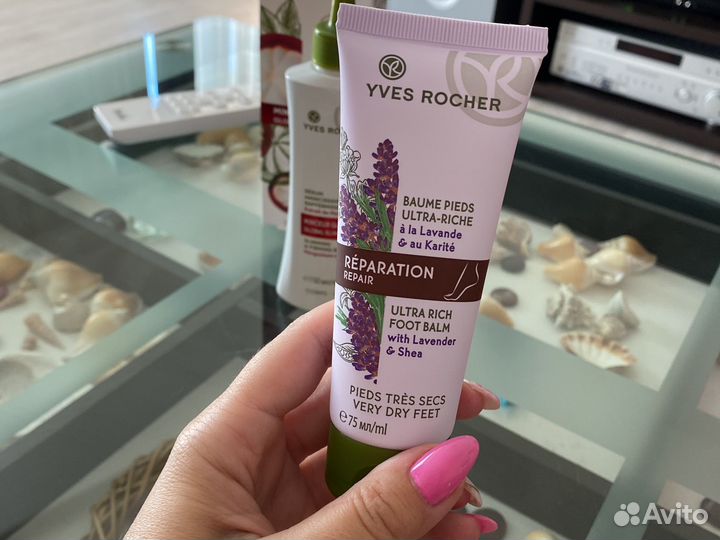 YVES ROCHER
BAUME PIEDS
ULTRA-RICHE
à la Lavande
& au Karité
RÉPARATION
REPAIR
ULTRA RICH
FOOT BALM
with Lavender
& Shea
PIEDS TRÈS SECS
VERY DRY FEET
℮75 мл/ml
YVES ROCHER
SÉRUM
Avito